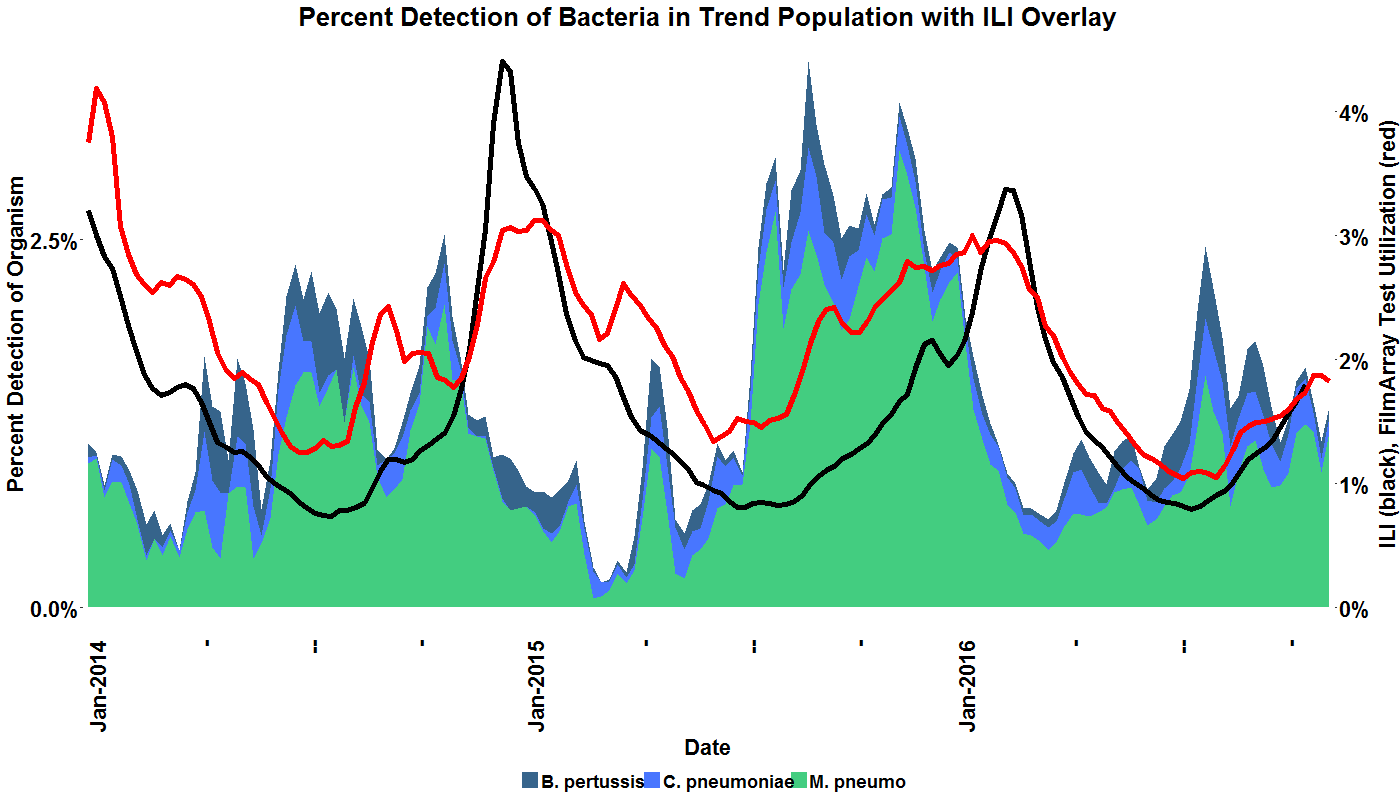 Percent Detection of Bacteria in Trend Population with ILI Overlay
Percent Detection of Organism
2.5%
0.0%
4%
3%
2%
1%
0%
ILI (black), FilmArray Test Utilization (red)
Jan-2014
-
--
-
Jan-2015
-
--
-
Jan-2016
-
--
-
Date
B. pertussis C. pneumoniae M. pneumo